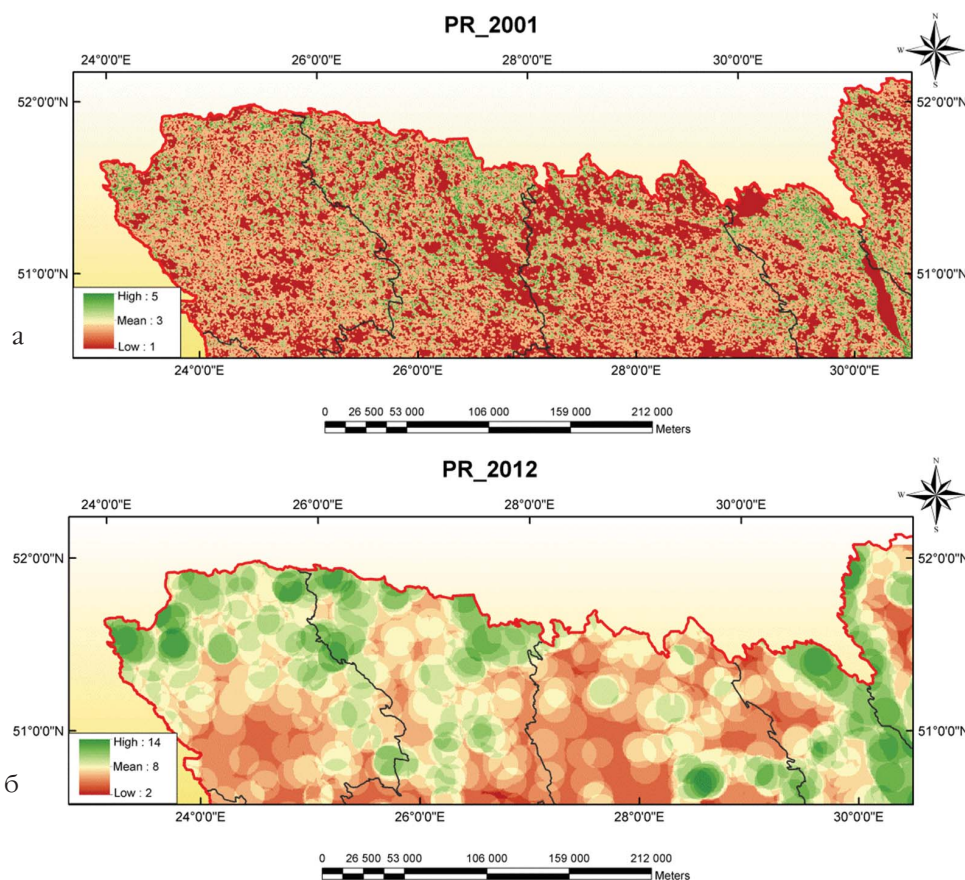 PR_2001
N
W
S
24°0'0"E 26°0'0"E 28°0'0"E 30°0'0"E
52°0'0"N 52°0'0"N
51°0'0"N 51°0'0"N
High : 5
Mean : 3
Low : 1
а
24°0'0"E 26°0'0"E 28°0'0"E 30°0'0"E
0 26 500 53 000 106 000 159 000 212 000
Meters
PR_2012
N
W
S
24°0'0"E 26°0'0"E 28°0'0"E 30°0'0"E
52°0'0"N 52°0'0"N
51°0'0"N 51°0'0"N
High : 14
Mean : 8
Low : 2
б
24°0'0"E 26°0'0"E 28°0'0"E 30°0'0"E
0 26 500 53 000 106 000 159 000 212 000
Meters